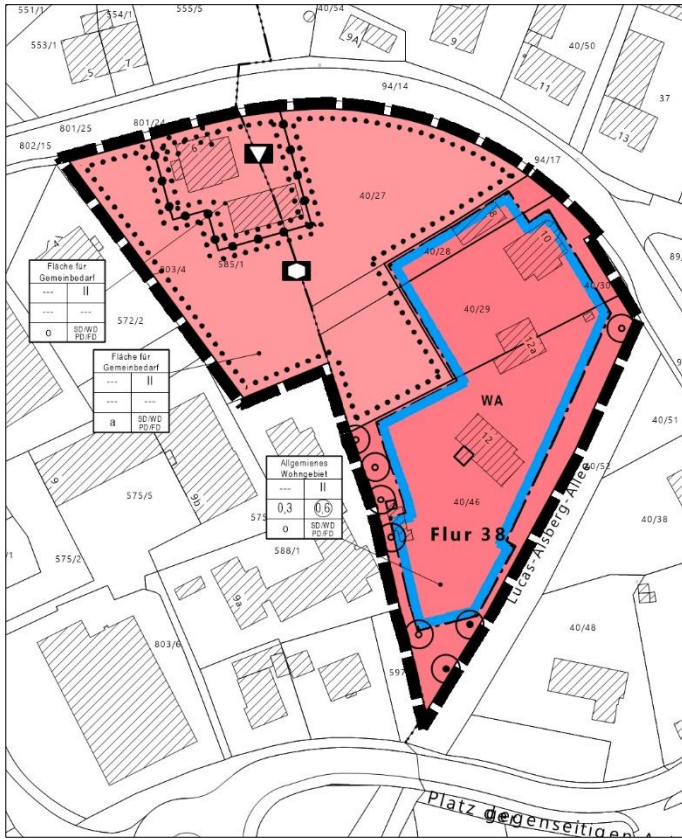 551/1
554/1
555/5
40/54
553/1
5
7
9A
9
40/50
11
94/14
37
13
801/25
801/24
802/15
6
94/17
40/27
8
10
40/28
803/4
585/1
40/30
Fläche für
Gemeinbedarf
--- II
--- ---
o SD/WD
PD/FD
572/2
40/29
12a
Fläche für
Gemeinbedarf
--- II
--- ---
a SD/WD
PD/FD
WA
12
40/51
Allgemienes
Wohngebiet
--- II
0,3 0,6
o SD/WD
PD/FD
9
9b
40/52
575/5
40/46
40/38
Flur 38
Lucas-Alsberg-Allee
575/2
588/1
9a
803/6
40/48
597
Platz der
gegenseitigen